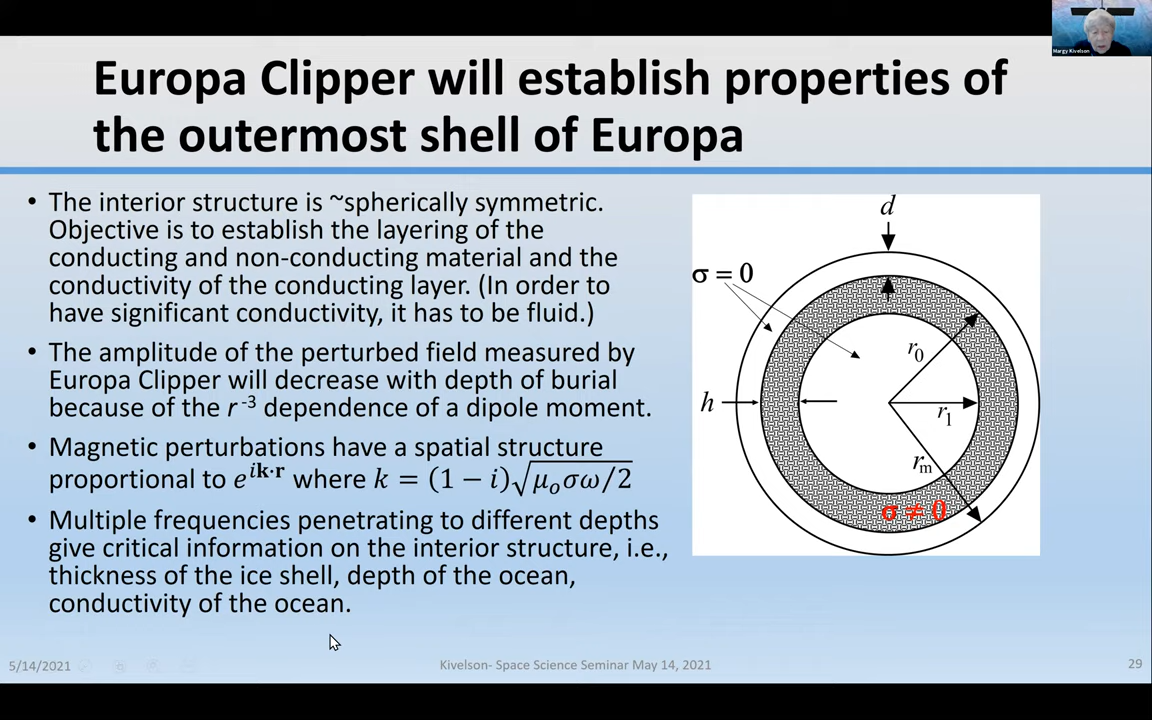 Margy Kivelson
Europa Clipper will establish properties of
the outermost shell of Europa
• The interior structure is ~spherically symmetric.
Objective is to establish the layering of the
conducting and non-conducting material and the
conductivity of the conducting layer. (In order to
have significant conductivity, it has to be fluid.)
• The amplitude of the perturbed field measured by
Europa Clipper will decrease with depth of burial
because of the r⁻³ dependence of a dipole moment.
• Magnetic perturbations have a spatial structure
proportional to e^{i𝐤·𝐫} where k = (1 − i)√(μₒσω/2)
• Multiple frequencies penetrating to different depths
give critical information on the interior structure, i.e.,
thickness of the ice shell, depth of the ocean,
conductivity of the ocean.
d
σ = 0
r₀
h
r₁
rₘ
σ ≠ 0
5/14/2021
Kivelson- Space Science Seminar May 14, 2021
29